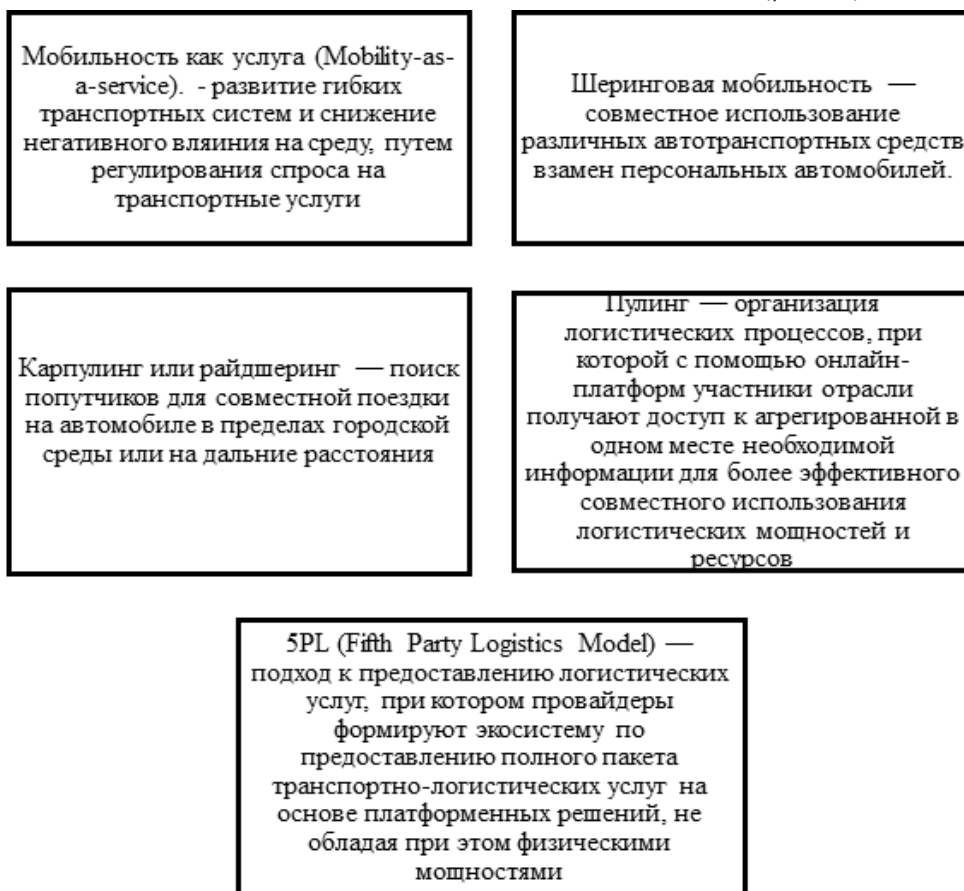 Мобильность как услуга (Mobility-as-
a-service). - развитие гибких
транспортных систем и снижение
негативного вляиния на среду, путем
регулирования спроса на
транспортные услуги
Шеринговая мобильность —
совместное использование
различных автотранспортных средств
взамен персональных автомобилей.
Карпулинг или райдшеринг — поиск
попутчиков для совместной поездки
на автомобиле в пределах городской
среды или на дальние расстояния
Пулинг — организация
логистических процессов, при
которой с помощью онлайн-
платформ участники отрасли
получают доступ к агрегированной в
одном месте необходимой
информации для более эффективного
совместного использования
логистических мощностей и
ресурсов
5PL (Fifth Party Logistics Model) —
подход к предоставлению логистических
услуг, при котором провайдеры
формируют экосистему по
предоставлению полного пакета
транспортно-логистических услуг на
основе платформенных решений, не
обладая при этом физическими
мощностями